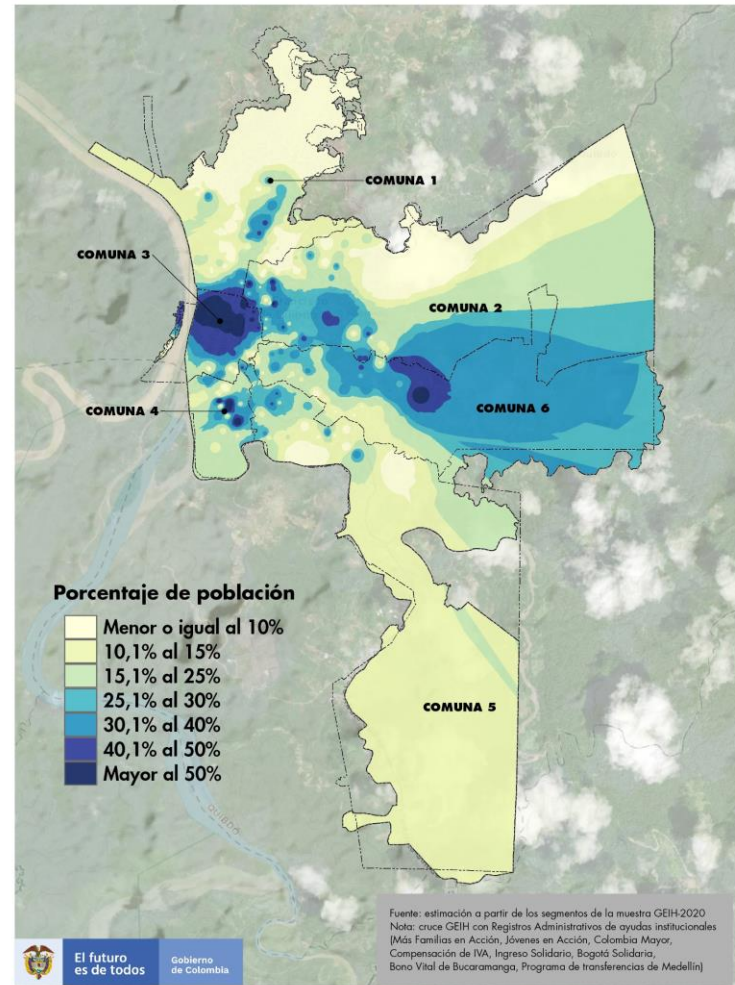 COMUNA 1
COMUNA 3
COMUNA 2
COMUNA 4
COMUNA 6
Porcentaje de población
Menor o igual al 10%
10,1% al 15%
15,1% al 25%
25,1% al 30%
30,1% al 40%
40,1% al 50%
Mayor al 50%
COMUNA 5
QUIBDÓ
Fuente: estimación a partir de los segmentos de la muestra GEIH-2020
Nota: cruce GEIH con Registros Administrativos de ayudas institucionales
(Más Familias en Acción, Jóvenes en Acción, Colombia Mayor,
Compensación de IVA, Ingreso Solidario, Bogotá Solidaria,
Bono Vital de Bucaramanga, Programa de transferencias de Medellín)
El futuro
es de todos
Gobierno
de Colombia